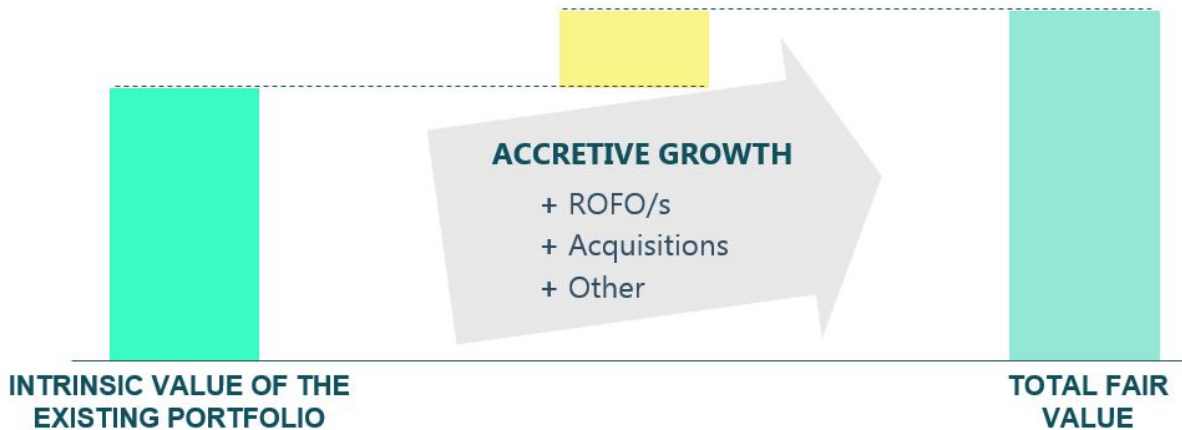 ACCRETIVE GROWTH
+ ROFO/s
+ Acquisitions
+ Other
INTRINSIC VALUE OF THE
EXISTING PORTFOLIO
TOTAL FAIR
VALUE